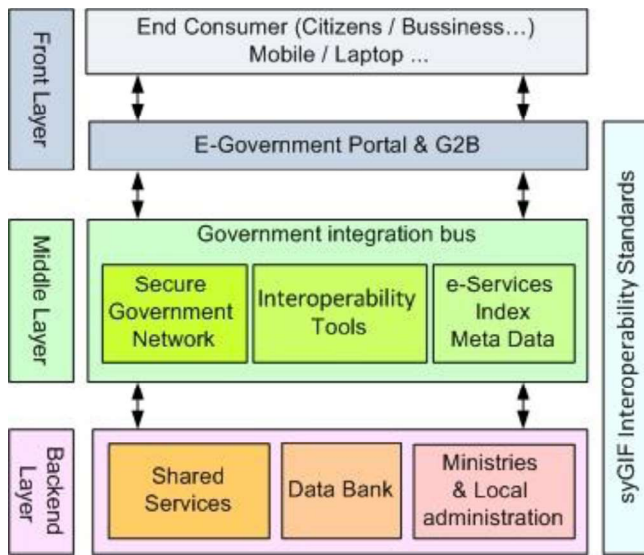 Front Layer
End Consumer (Citizens / Bussiness...)
Mobile / Laptop ...
E-Government Portal & G2B
Middle Layer
Government integration bus
Secure
Government
Network
Interoperability
Tools
e-Services
Index
Meta Data
Backend
Layer
Shared
Services
Data Bank
Ministries
& Local
administration
syGIF Interoperability Standards